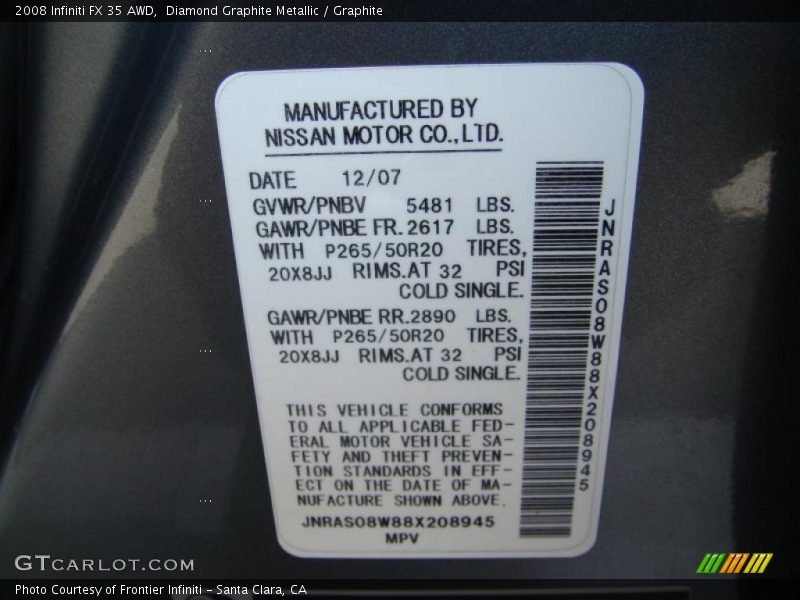 2008 Infiniti FX 35 AWD, Diamond Graphite Metallic / Graphite
MANUFACTURED BY
NISSAN MOTOR CO.,LTD.
DATE 12/07
GVWR/PNBV 5481 LBS.
GAWR/PNBE FR.2617 LBS.
WITH P265/50R20 TIRES,
20X8JJ RIMS.AT 32 PSI
COLD SINGLE.
GAWR/PNBE RR.2890 LBS.
WITH P265/50R20 TIRES,
20X8JJ RIMS.AT 32 PSI
COLD SINGLE.
THIS VEHICLE CONFORMS
TO ALL APPLICABLE FED-
ERAL MOTOR VEHICLE SA-
FETY AND THEFT PREVEN-
TION STANDARDS IN EFF-
ECT ON THE DATE OF MA-
NUFACTURE SHOWN ABOVE.
JNRAS08W88X208945
MPV
JNRAS08W88X208945
GTCARLOT.COM
Photo Courtesy of Frontier Infiniti - Santa Clara, CA